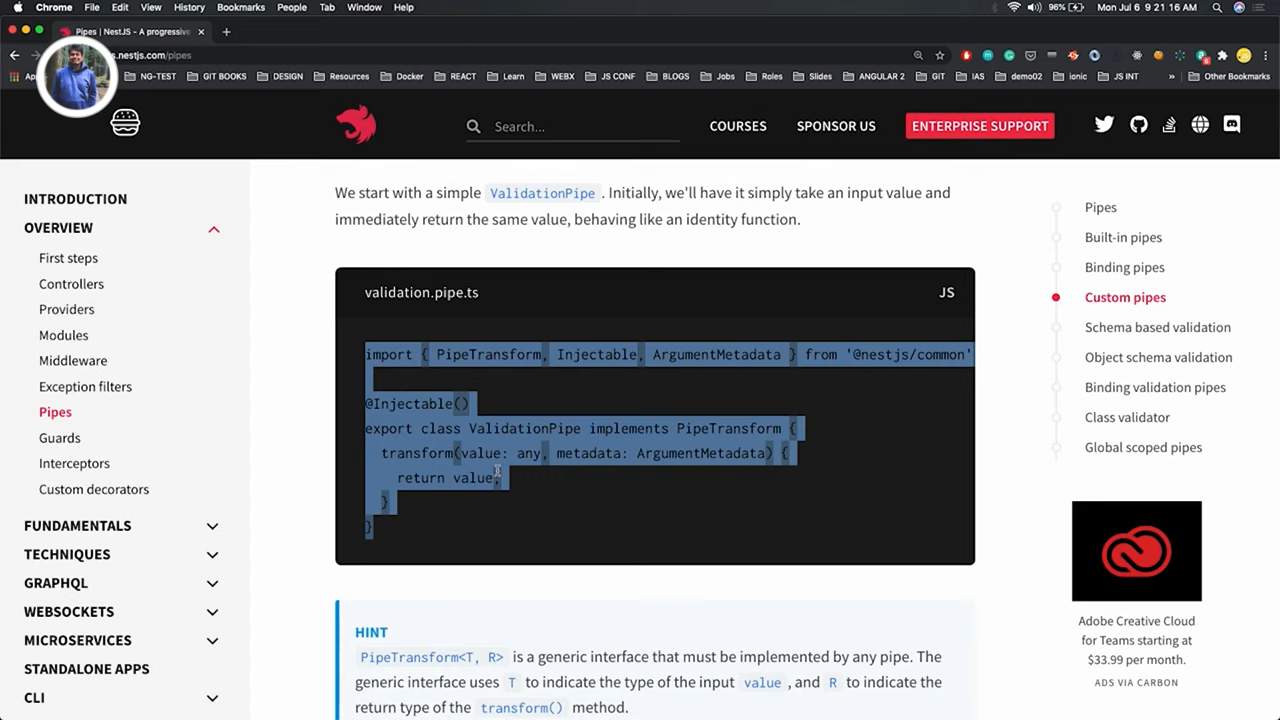 Chrome File Edit View History Bookmarks People Tab Window Help
96% Mon Jul 6 9 21 16 AM
Pipes | NestJS - A progressive
s.nestjs.com/pipes
NG-TEST GIT BOOKS DESIGN Resources Docker REACT Learn WEBX JS CONF BLOGS Jobs Roles Slides ANGULAR 2 GIT IAS demo02 ionic JS INT » Other Bookmarks
Search...
COURSES
SPONSOR US
ENTERPRISE SUPPORT
INTRODUCTION
OVERVIEW
First steps
Controllers
Providers
Modules
Middleware
Exception filters
Pipes
Guards
Interceptors
Custom decorators
FUNDAMENTALS
TECHNIQUES
GRAPHQL
WEBSOCKETS
MICROSERVICES
STANDALONE APPS
CLI
We start with a simple ValidationPipe . Initially, we'll have it simply take an input value and
immediately return the same value, behaving like an identity function.
validation.pipe.ts
JS
import { PipeTransform, Injectable, ArgumentMetadata } from '@nestjs/common'
@Injectable()
export class ValidationPipe implements PipeTransform {
transform(value: any, metadata: ArgumentMetadata) {
return value;
}
}
HINT
PipeTransform<T, R> is a generic interface that must be implemented by any pipe. The
generic interface uses T to indicate the type of the input value , and R to indicate the
return type of the transform() method.
Pipes
Built-in pipes
Binding pipes
Custom pipes
Schema based validation
Object schema validation
Binding validation pipes
Class validator
Global scoped pipes
Adobe Creative Cloud
for Teams starting at
$33.99 per month.
ADS VIA CARBON